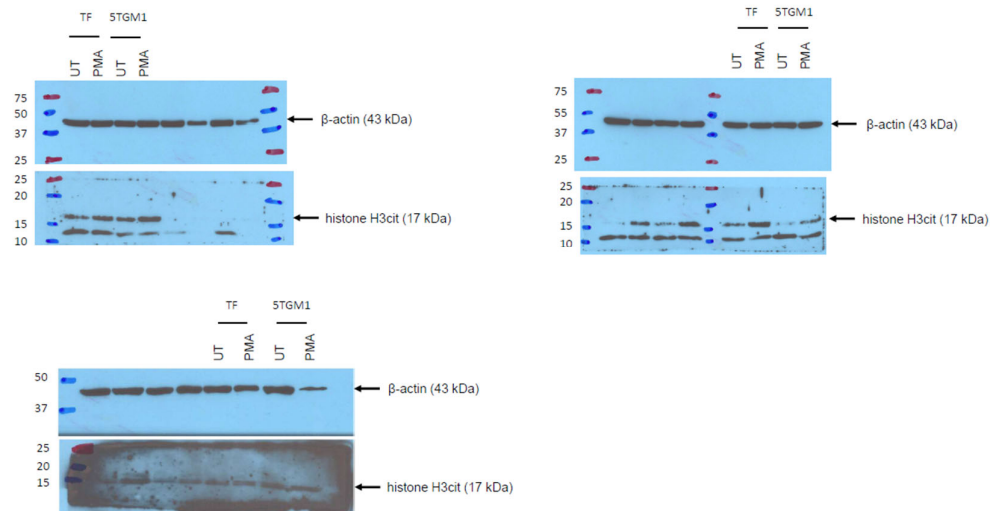 TF 5TGM1
UT PMA UT PMA
75
50
37
25
β-actin (43 kDa)
25
20
15
10
histone H3cit (17 kDa)
TF 5TGM1
UT PMA UT PMA
75
55
37
25
β-actin (43 kDa)
25
20
15
10
histone H3cit (17 kDa)
TF 5TGM1
UT PMA UT PMA
50
37
β-actin (43 kDa)
25
20
15
histone H3cit (17 kDa)